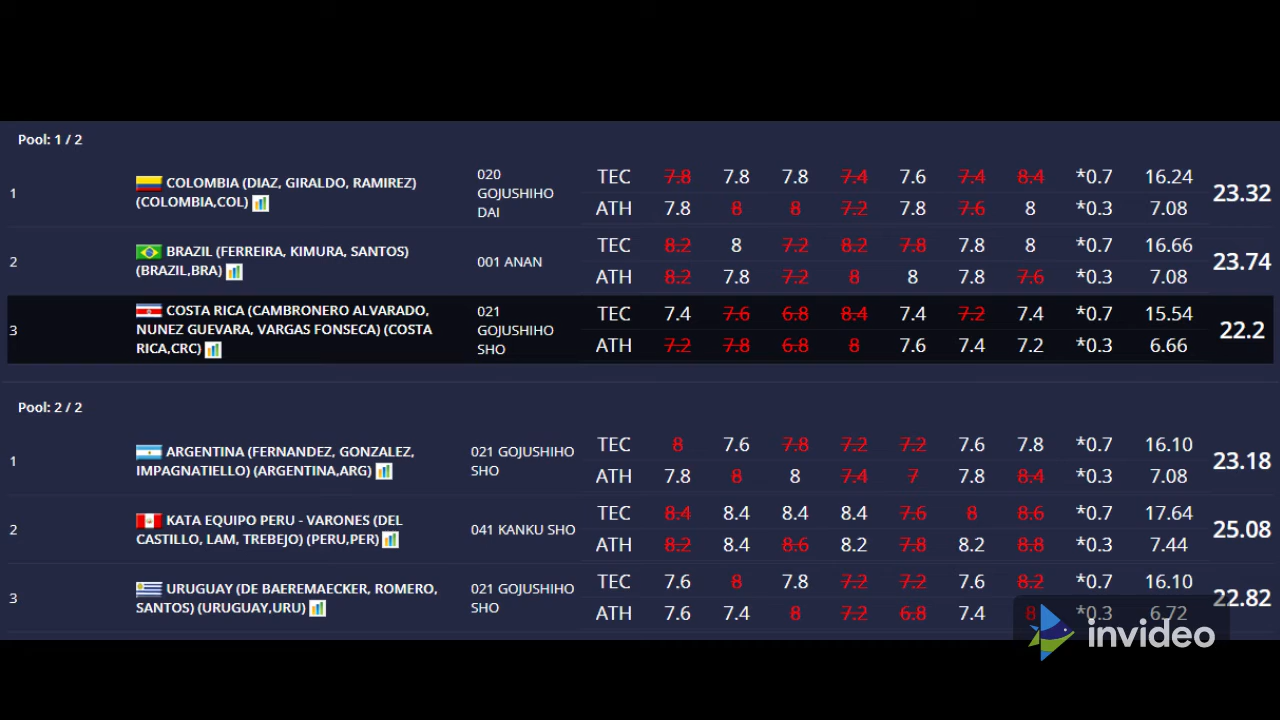 Pool: 1 / 2
1
COLOMBIA (DIAZ, GIRALDO, RAMIREZ)
(COLOMBIA,COL)
020
GOJUSHIHO
DAI
TEC 7.8 7.8 7.8 7.4 7.6 7.4 8.4 *0.7 16.24
ATH 7.8 8 8 7.2 7.8 7.6 8 *0.3 7.08
23.32
2
BRAZIL (FERREIRA, KIMURA, SANTOS)
(BRAZIL,BRA)
001 ANAN
TEC 8.2 8 7.2 8.2 7.8 7.8 8 *0.7 16.66
ATH 8.2 7.8 7.2 8 8 7.8 7.6 *0.3 7.08
23.74
3
COSTA RICA (CAMBRONERO ALVARADO,
NUNEZ GUEVARA, VARGAS FONSECA) (COSTA
RICA,CRC)
021
GOJUSHIHO
SHO
TEC 7.4 7.6 6.8 8.4 7.4 7.2 7.4 *0.7 15.54
ATH 7.2 7.8 6.8 8 7.6 7.4 7.2 *0.3 6.66
22.2
Pool: 2 / 2
1
ARGENTINA (FERNANDEZ, GONZALEZ,
IMPAGNATIELLO) (ARGENTINA,ARG)
021 GOJUSHIHO
SHO
TEC 8 7.6 7.8 7.2 7.2 7.6 7.8 *0.7 16.10
ATH 7.8 8 8 7.4 7 7.8 8.4 *0.3 7.08
23.18
2
KATA EQUIPO PERU - VARONES (DEL
CASTILLO, LAM, TREBEJO) (PERU,PER)
041 KANKU SHO
TEC 8.4 8.4 8.4 8.4 7.6 8 8.6 *0.7 17.64
ATH 8.2 8.4 8.6 8.2 7.8 8.2 8.8 *0.3 7.44
25.08
3
URUGUAY (DE BAEREMAECKER, ROMERO,
SANTOS) (URUGUAY,URU)
021 GOJUSHIHO
SHO
TEC 7.6 8 7.8 7.2 7.2 7.6 8.2 *0.7 16.10
ATH 7.6 7.4 8 7.2 6.8 7.4 *0.3 6.72
22.82
invideo